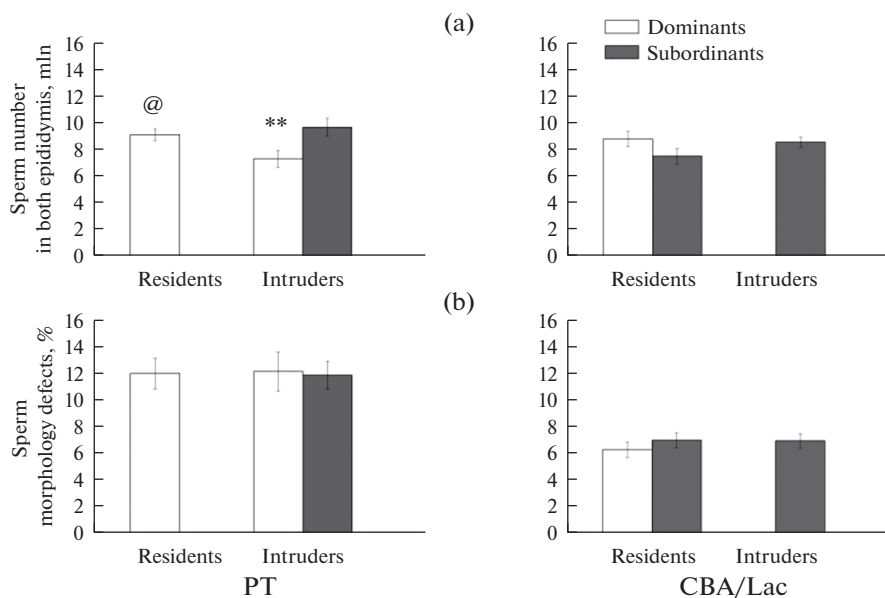 (a)
Dominants
Subordinants
Sperm number
in both epididymis, mln
16
14
12
10
8
6
4
2
0
@
**
Residents Intruders
16
14
12
10
8
6
4
2
0
Residents Intruders
(b)
Sperm
morphology defects, %
16
14
12
10
8
6
4
2
0
Residents Intruders
PT
16
14
12
10
8
6
4
2
0
Residents Intruders
CBA/Lac